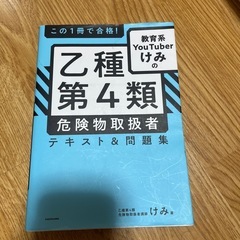 この1冊で合格!
教育系
YouTuber
けみの
乙種
第4類
危険物取扱者
テキスト&問題集
けみ 著